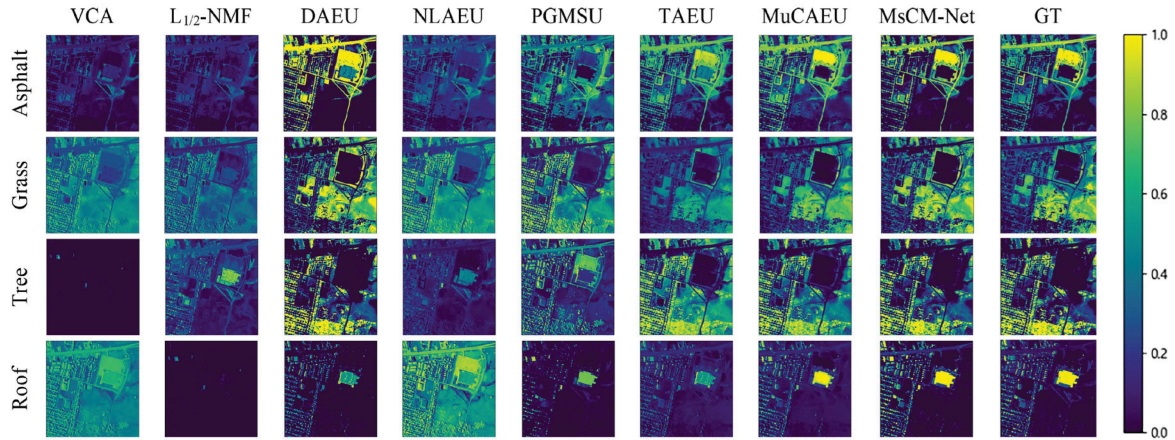 VCA L1/2-NMF DAEU NLAEU PGMSU TAEU MuCAEU MsCM-Net GT
Asphalt
Grass
Tree
Roof
1.0
0.8
0.6
0.4
0.2
0.0